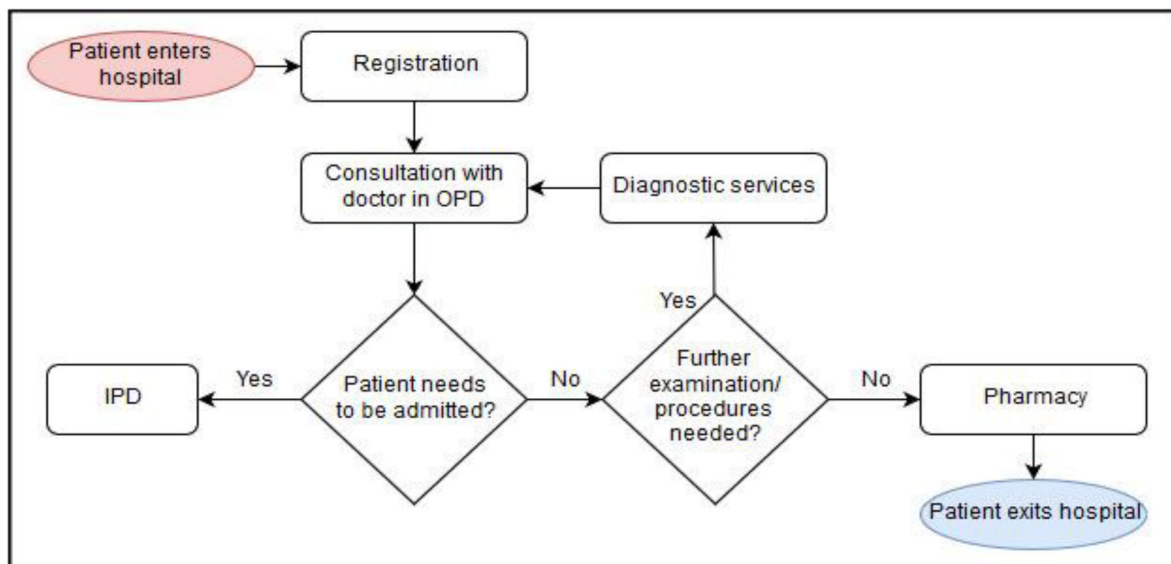 Patient enters
hospital
Registration
Consultation with
doctor in OPD
Diagnostic services
Yes
IPD
Yes
Patient needs
to be admitted?
No
Further
examination/
procedures
needed?
No
Pharmacy
Patient exits hospital